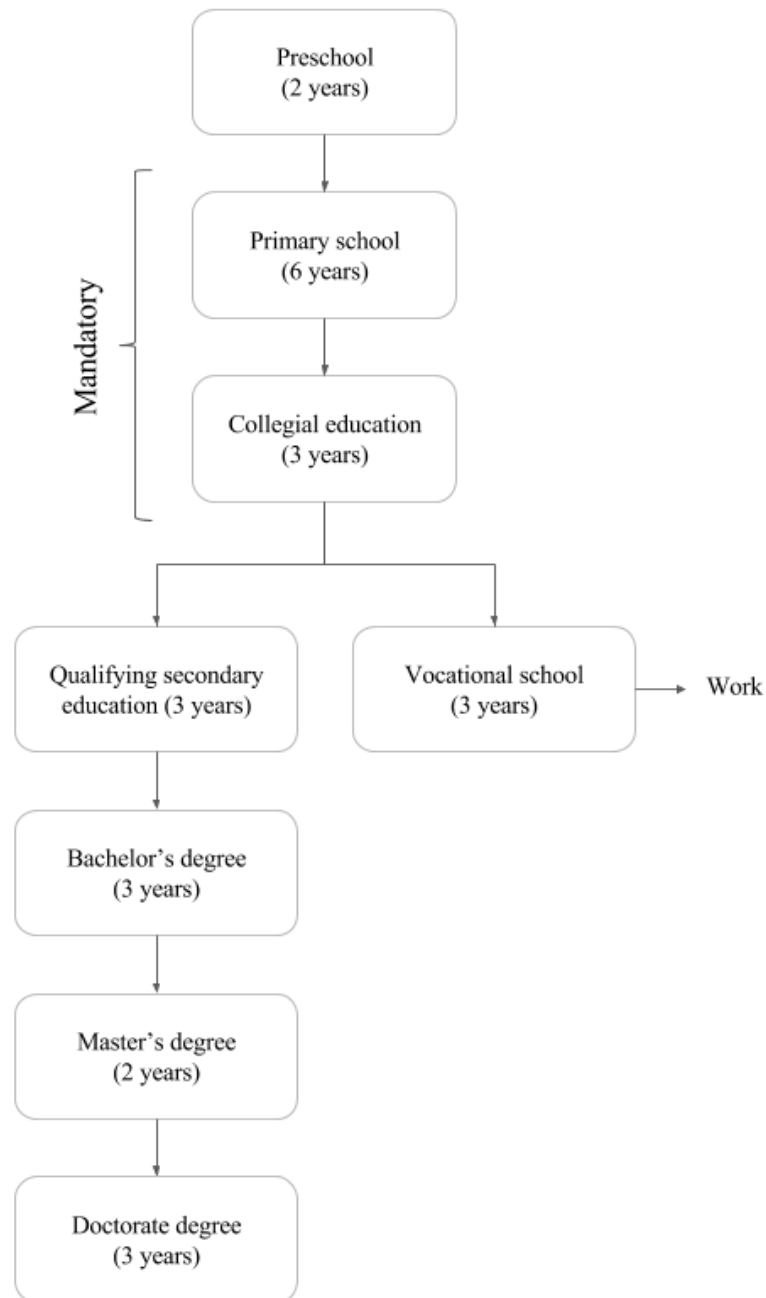 Preschool
(2 years)
Mandatory
Primary school
(6 years)
Collegial education
(3 years)
Qualifying secondary
education (3 years)
Vocational school
(3 years)
Work
Bachelor’s degree
(3 years)
Master’s degree
(2 years)
Doctorate degree
(3 years)